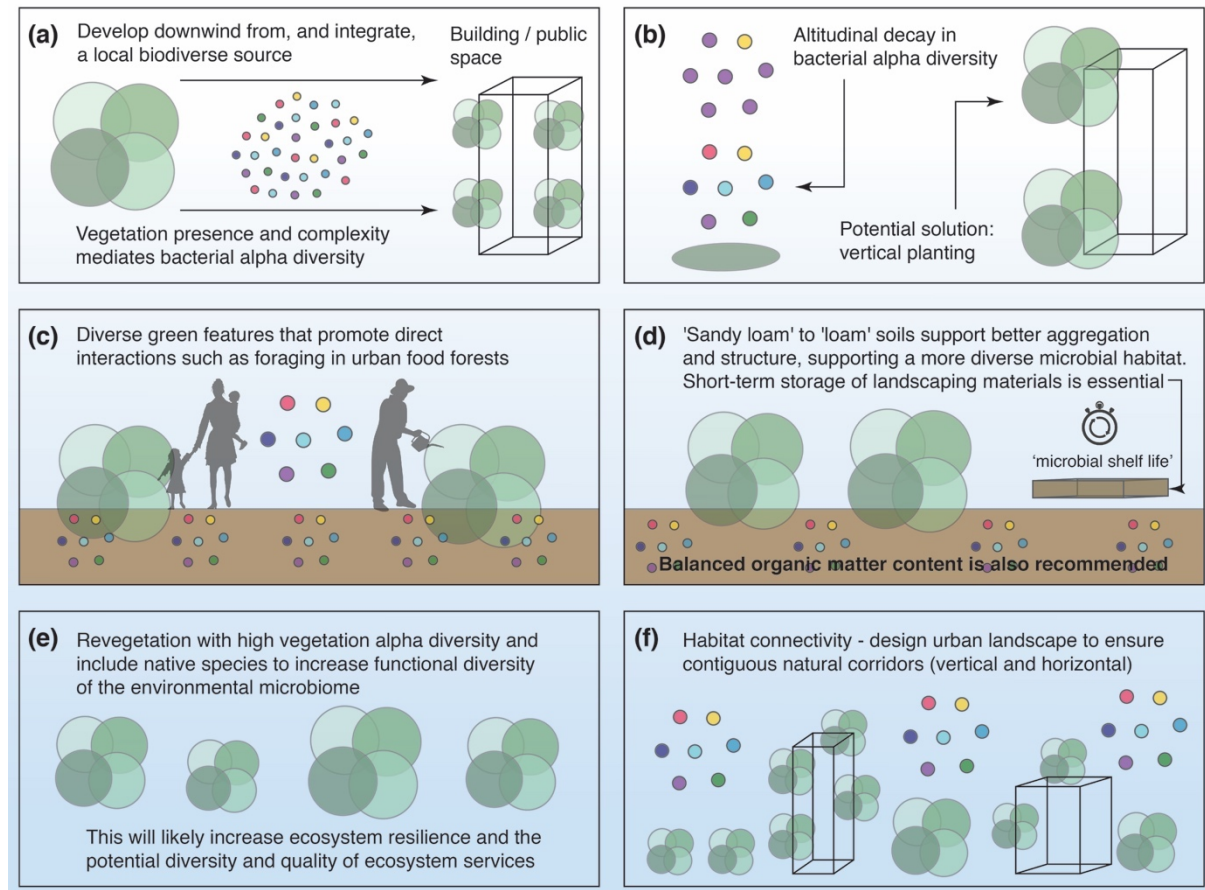 (a)
Develop downwind from, and integrate,
a local biodiverse source
Building / public
space
Vegetation presence and complexity
mediates bacterial alpha diversity
(b)
Altitudinal decay in
bacterial alpha diversity
Potential solution:
vertical planting
(c)
Diverse green features that promote direct
interactions such as foraging in urban food forests
(d)
'Sandy loam' to 'loam' soils support better aggregation
and structure, supporting a more diverse microbial habitat.
Short-term storage of landscaping materials is essential
‘microbial shelf life’
Balanced organic matter content is also recommended
(e)
Revegetation with high vegetation alpha diversity and
include native species to increase functional diversity
of the environmental microbiome
This will likely increase ecosystem resilience and the
potential diversity and quality of ecosystem services
(f)
Habitat connectivity - design urban landscape to ensure
contiguous natural corridors (vertical and horizontal)